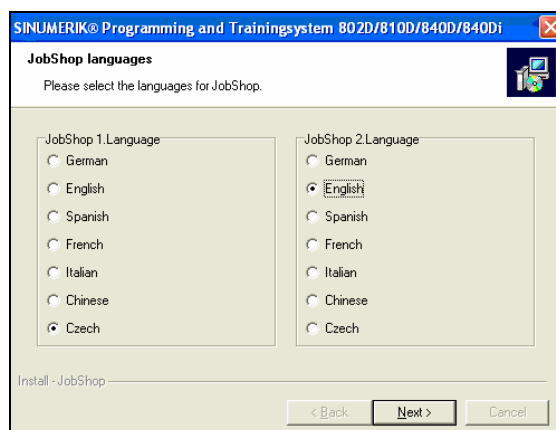 SINUMERIK® Programming and Trainingsystem 802D/810D/840D/840Di
JobShop languages
Please select the languages for JobShop.
JobShop 1.Language
German
English
Spanish
French
Italian
Chinese
Czech
JobShop 2.Language
German
English
Spanish
French
Italian
Chinese
Czech
Install - JobShop
< Back
Next >
Cancel